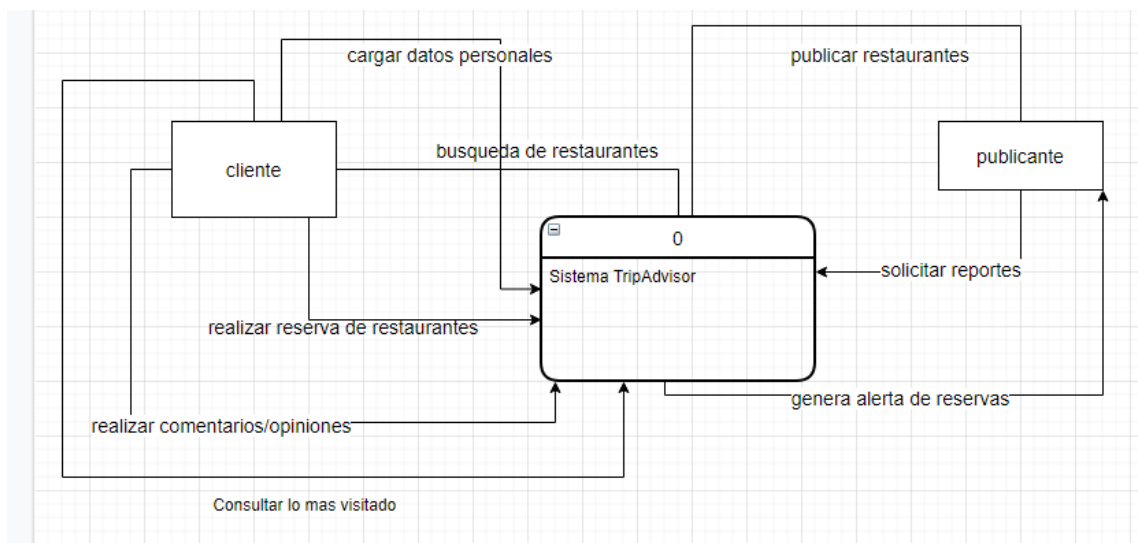 cargar datos personales
publicar restaurantes
cliente
busqueda de restaurantes
publicante
0
Sistema TripAdvisor
solicitar reportes
realizar reserva de restaurantes
genera alerta de reservas
realizar comentarios/opiniones
Consultar lo mas visitado